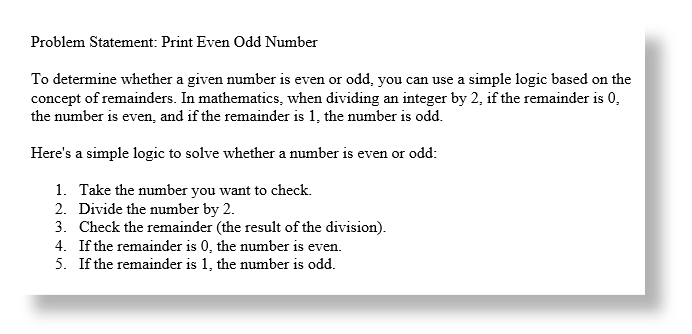 Problem Statement: Print Even Odd Number
To determine whether a given number is even or odd, you can use a simple logic based on the
concept of remainders. In mathematics, when dividing an integer by 2, if the remainder is 0,
the number is even, and if the remainder is 1, the number is odd.
Here's a simple logic to solve whether a number is even or odd:
1. Take the number you want to check.
2. Divide the number by 2.
3. Check the remainder (the result of the division).
4. If the remainder is 0, the number is even.
5. If the remainder is 1, the number is odd.